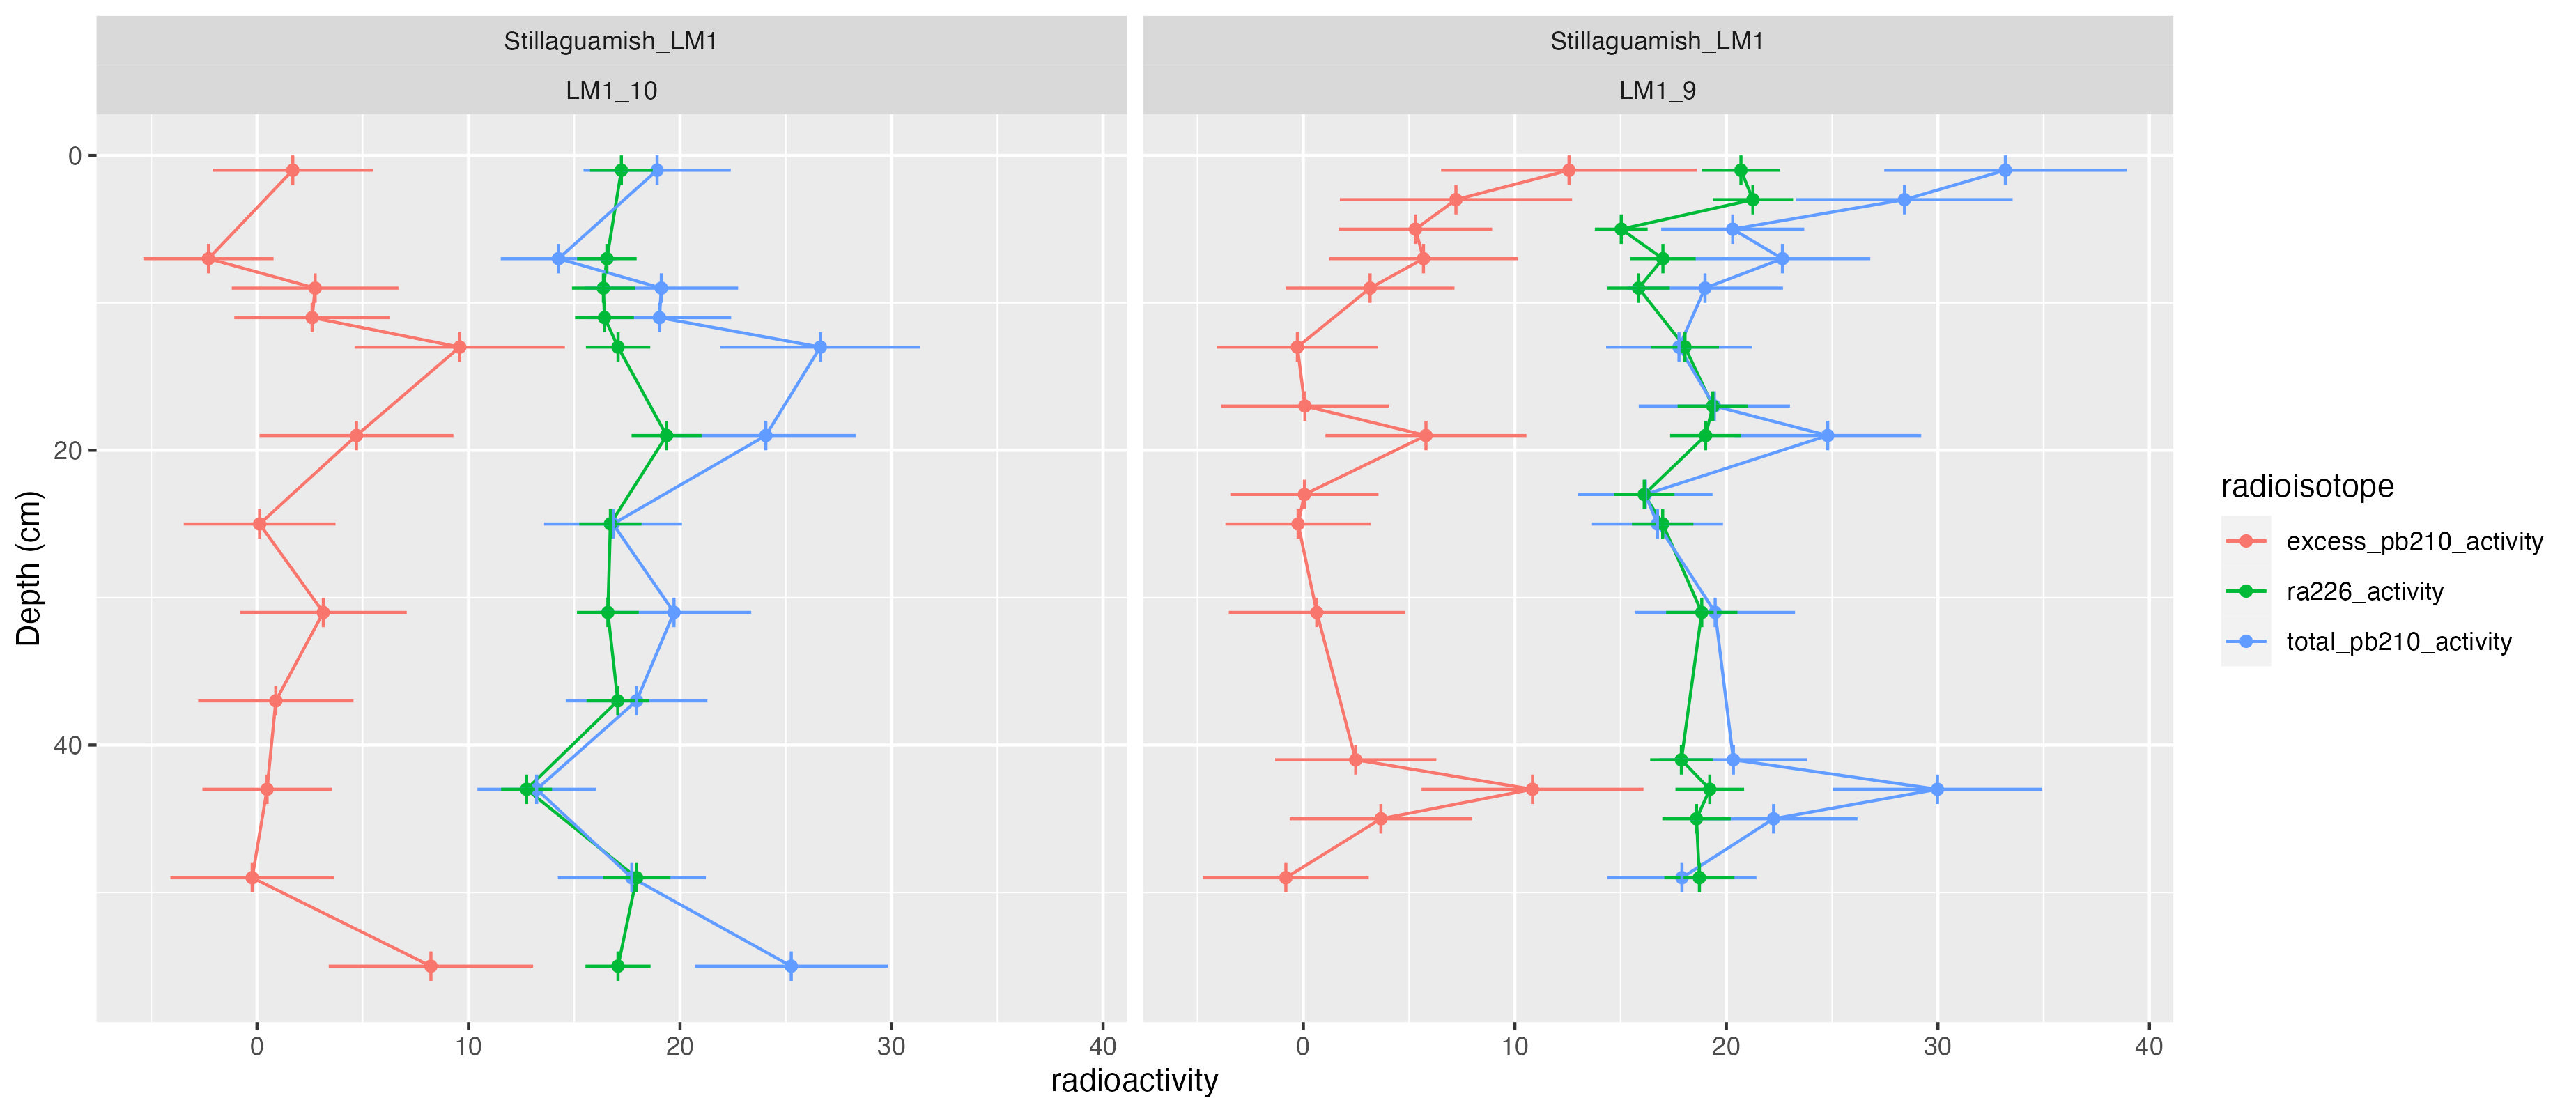 Stillaguamish_LM1
Stillaguamish_LM1
LM1_10
LM1_9
0
20
40
Depth (cm)
0
10
20
30
40
0
10
20
30
40
radioactivity
radioisotope
excess_pb210_activity
ra226_activity
total_pb210_activity